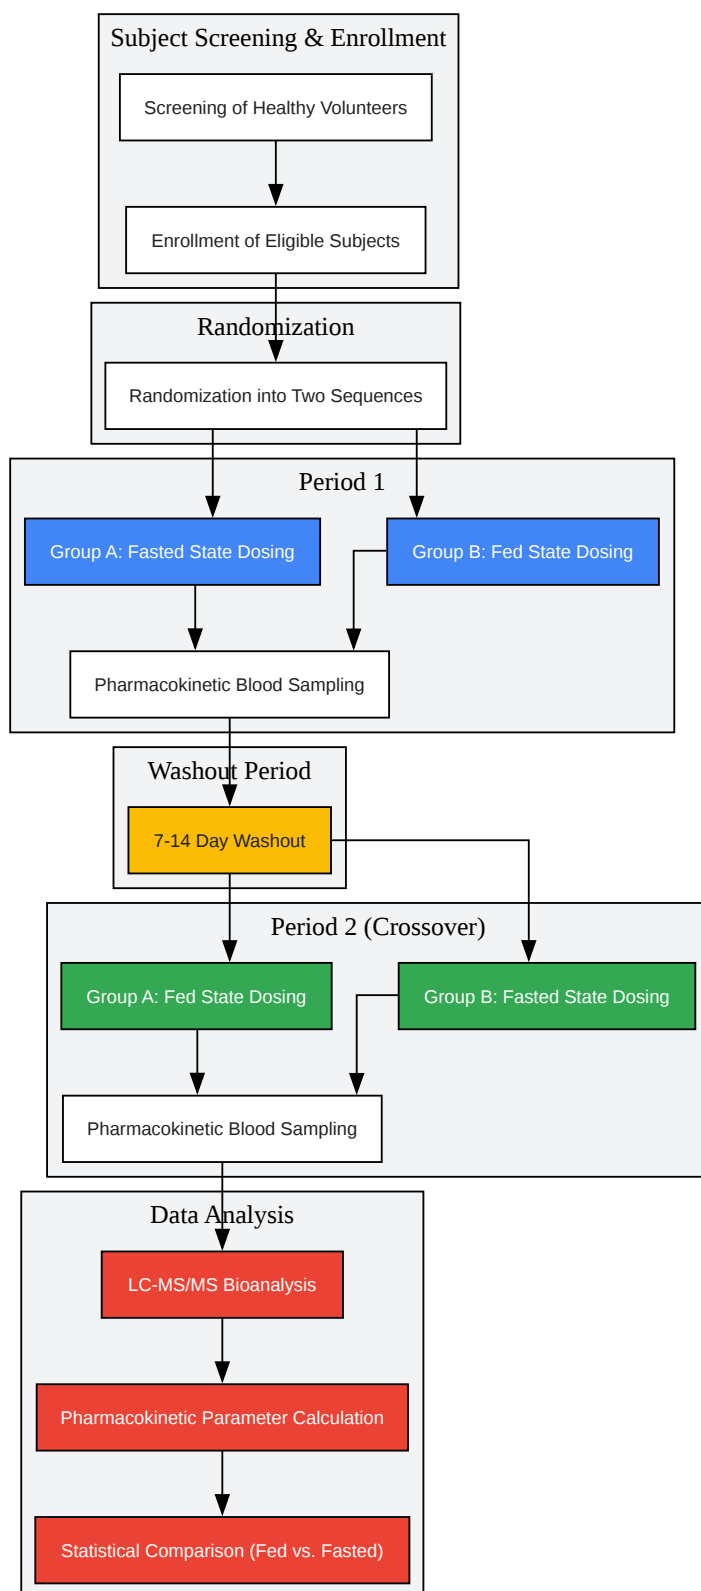 Subject Screening & Enrollment
Screening of Healthy Volunteers
Enrollment of Eligible Subjects
Randomization
Randomization into Two Sequences
Period 1
Group A: Fasted State Dosing
Group B: Fed State Dosing
Pharmacokinetic Blood Sampling
Washout Period
7-14 Day Washout
Period 2 (Crossover)
Group A: Fed State Dosing
Group B: Fasted State Dosing
Pharmacokinetic Blood Sampling
Data Analysis
LC-MS/MS Bioanalysis
Pharmacokinetic Parameter Calculation
Statistical Comparison (Fed vs. Fasted)